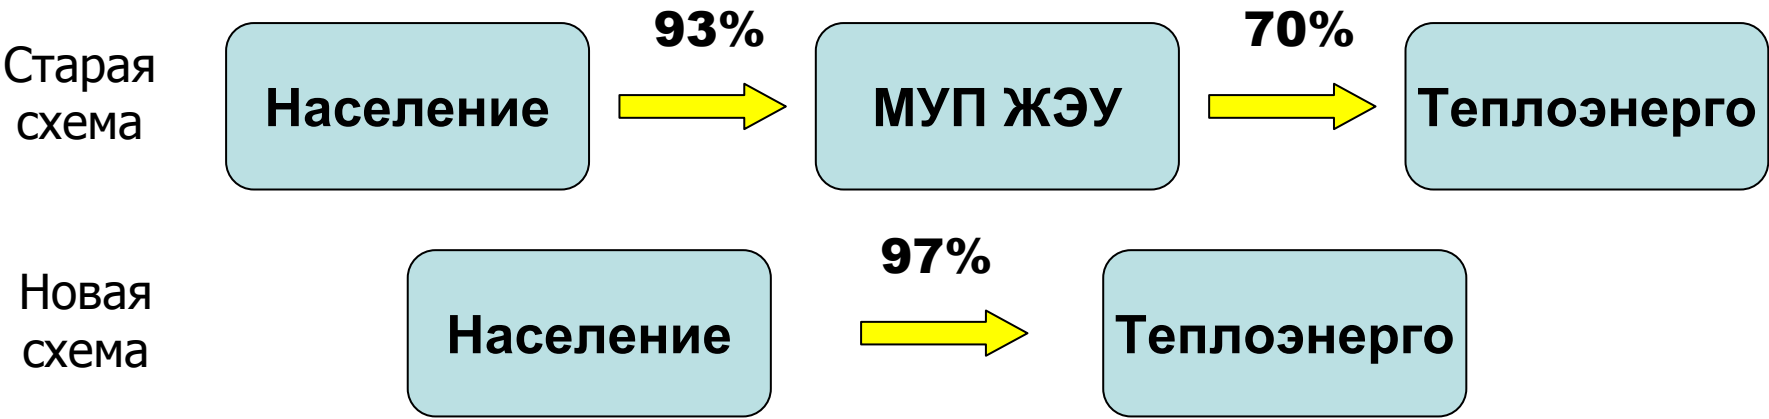 Старая
схема
Население
93%
МУП ЖЭУ
70%
Теплоэнерго
Новая
схема
Население
97%
Теплоэнерго